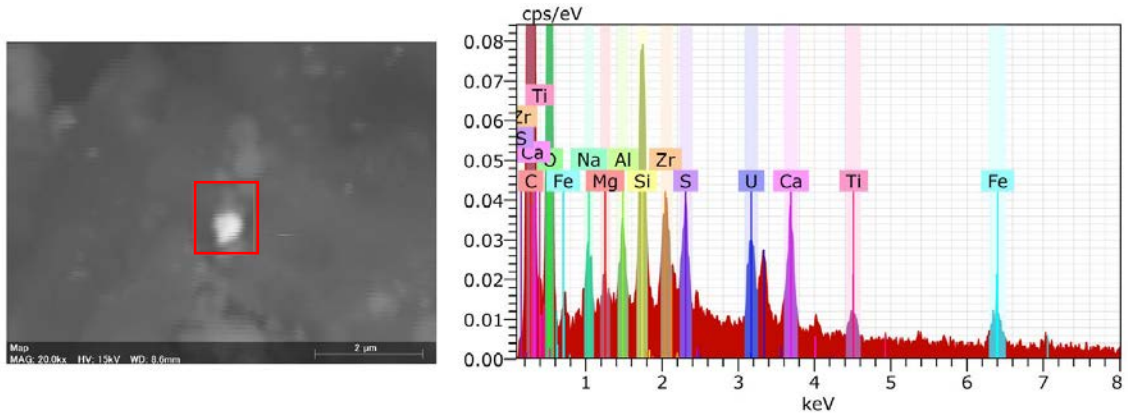 Map
MAG: 20.0kx HV: 15kV WD: 8.6mm
2 µm
cps/eV
0.08
0.07
0.06
0.05
0.04
0.03
0.02
0.01
0.00
Ti
Zr
S
Ca O Na Al Zr
C Fe Mg Si S U Ca Ti Fe
1 2 3 4 5 6 7 8
keV